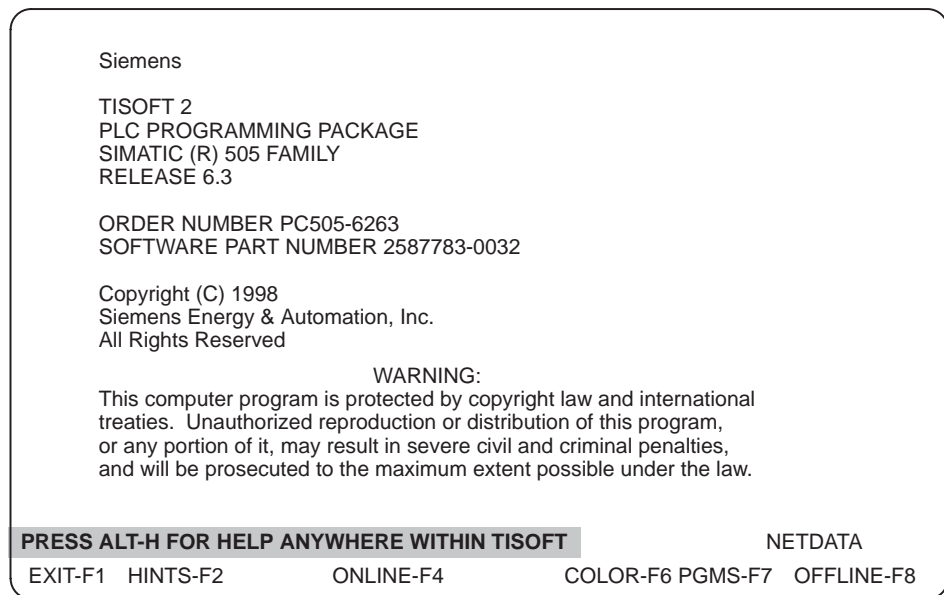 Siemens
TISOFT 2
PLC PROGRAMMING PACKAGE
SIMATIC (R) 505 FAMILY
RELEASE 6.3
ORDER NUMBER PC505-6263
SOFTWARE PART NUMBER 2587783-0032
Copyright (C) 1998
Siemens Energy & Automation, Inc.
All Rights Reserved
WARNING:
This computer program is protected by copyright law and international
treaties.  Unauthorized reproduction or distribution of this program,
or any portion of it, may result in severe civil and criminal penalties,
and will be prosecuted to the maximum extent possible under the law.
PRESS ALT-H FOR HELP ANYWHERE WITHIN TISOFT NETDATA
EXIT-F1 HINTS-F2 ONLINE-F4 COLOR-F6 PGMS-F7 OFFLINE-F8